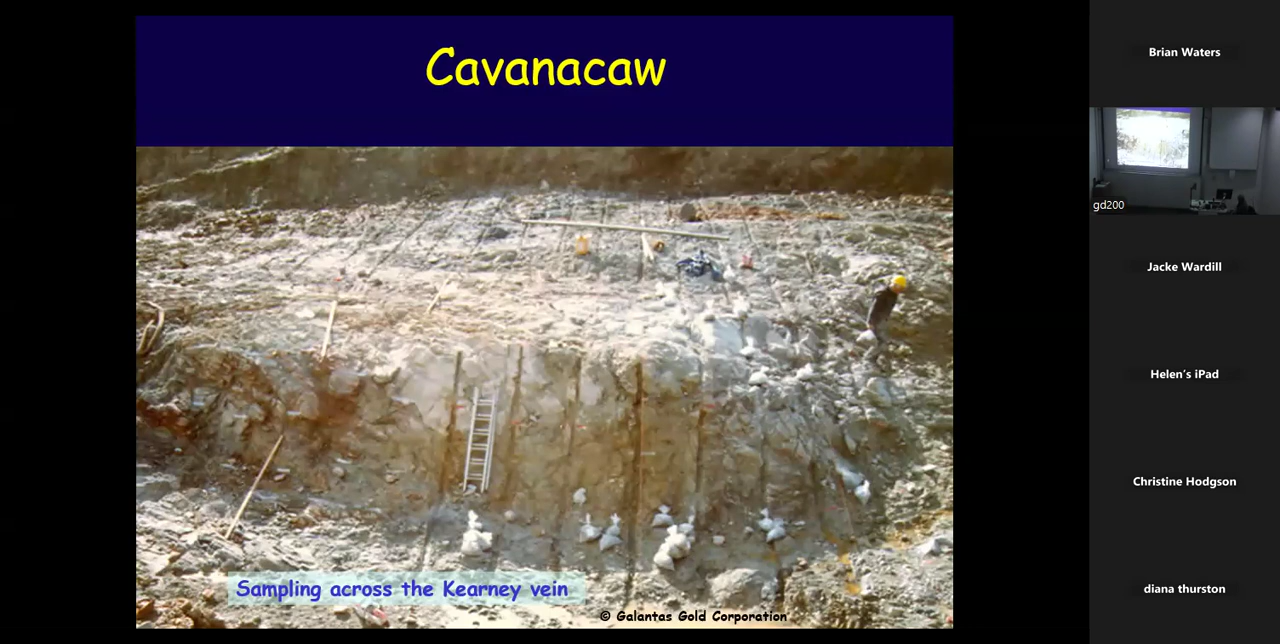 Cavanacaw
Sampling across the Kearney vein
© Galantas Gold Corporation
Brian Waters
gd200
Jacke Wardill
Helen's iPad
Christine Hodgson
diana thurston